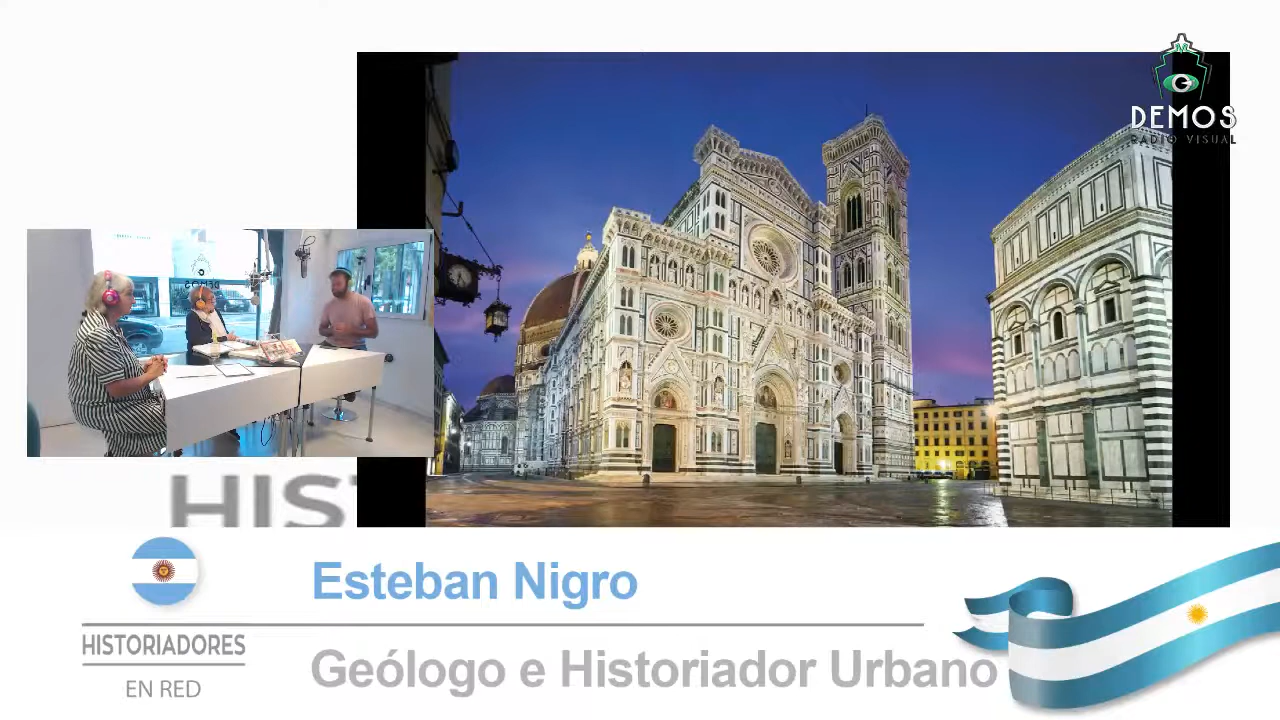 DEMOS
RADIO VISUAL
HIST
Esteban Nigro
HISTORIADORES
EN RED
Geólogo e Historiador Urbano